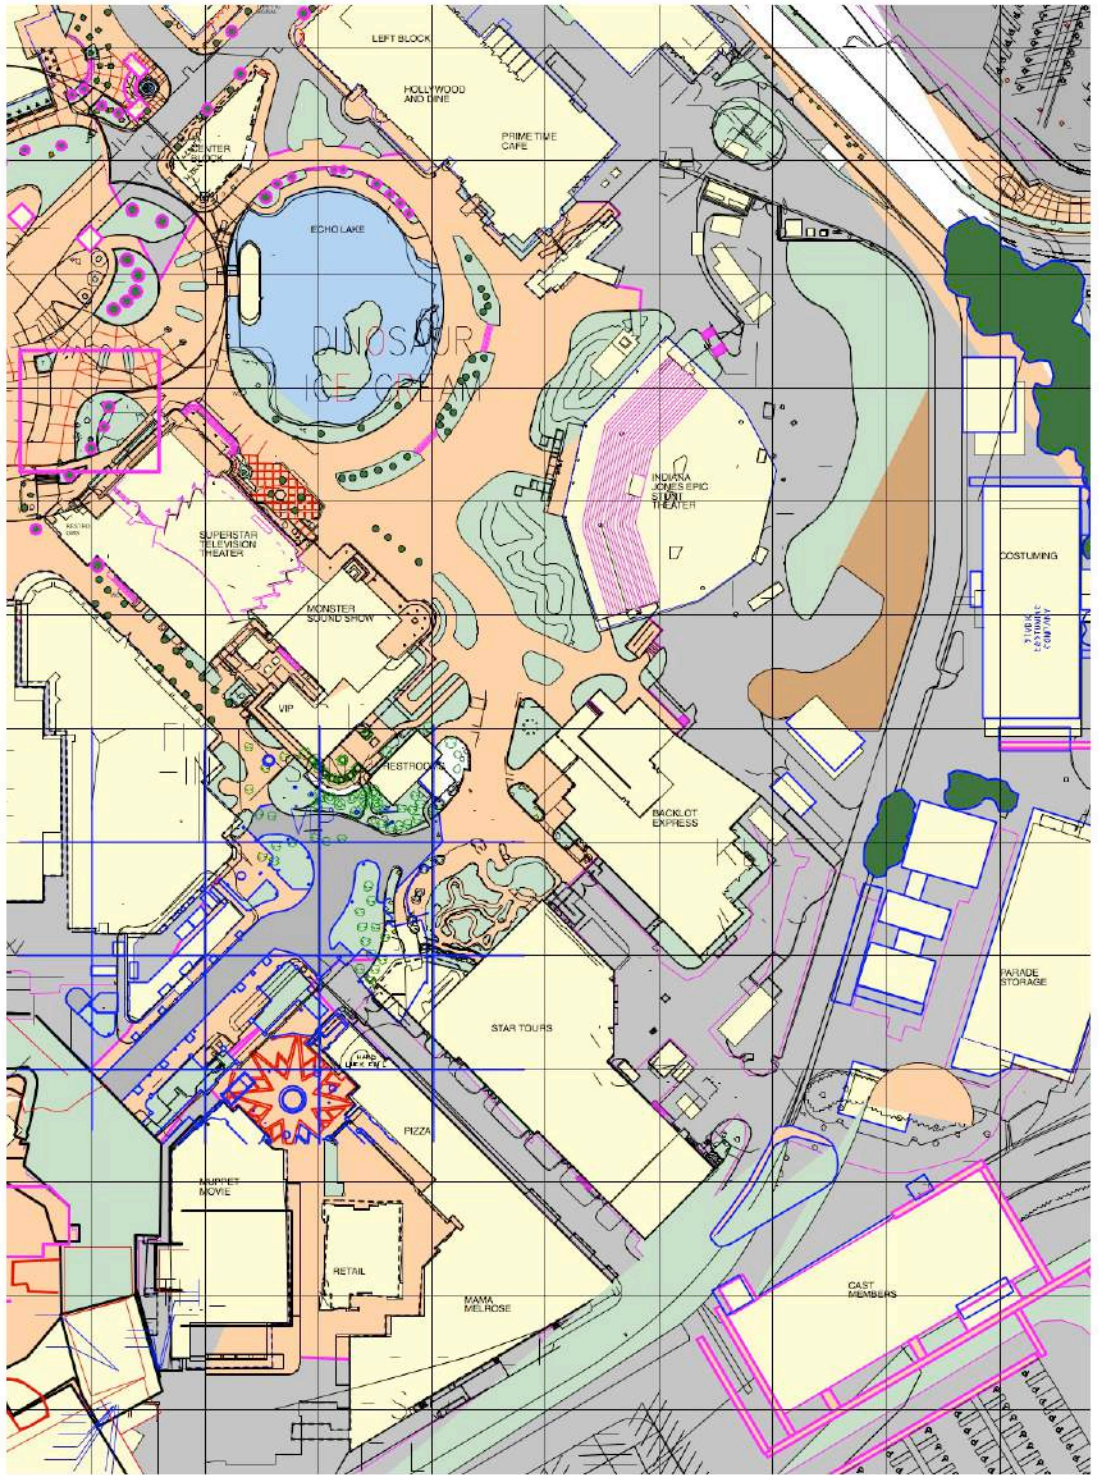 LEFT BLOCK
HOLLYWOOD
AND DINE
PRIME TIME
CAFE
CENTER
BLOCK
ECHO LAKE
DINOSAUR
ICE CREAM
INDIANA
JONES EPIC
STUNT
THEATER
SUPERSTAR
TELEVISION
THEATER
COSTUMING
MONSTER
SOUND SHOW
VIP
RESTROOMS
BACKLOT
EXPRESS
PARADE
STORAGE
STAR TOURS
PIZZA
MUPPET
MOVIE
RETAIL
MAMA
MELROSE
CAST
MEMBERS